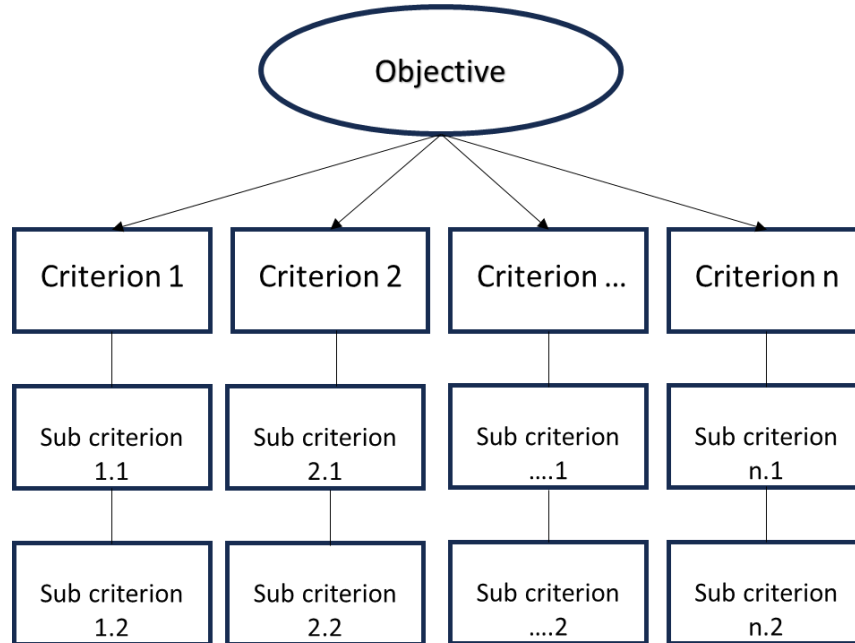 Objective
Criterion 1
Criterion 2
Criterion ...
Criterion n
Sub criterion
1.1
Sub criterion
2.1
Sub criterion
....1
Sub criterion
n.1
Sub criterion
1.2
Sub criterion
2.2
Sub criterion
....2
Sub criterion
n.2